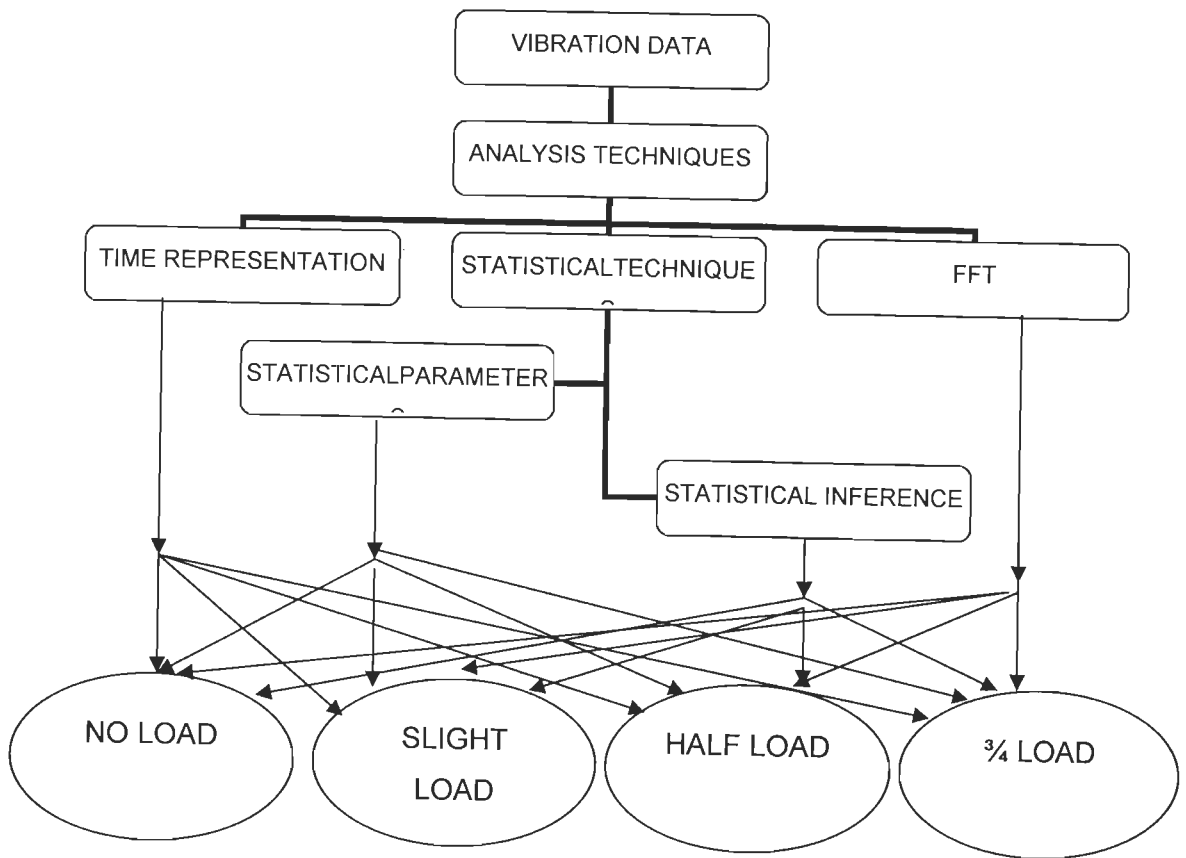 VIBRATION DATA
ANALYSIS TECHNIQUES
TIME REPRESENTATION
STATISTICALTECHNIQUE
FFT
STATISTICALPARAMETER
STATISTICAL INFERENCE
NO LOAD
SLIGHT
LOAD
HALF LOAD
¾ LOAD